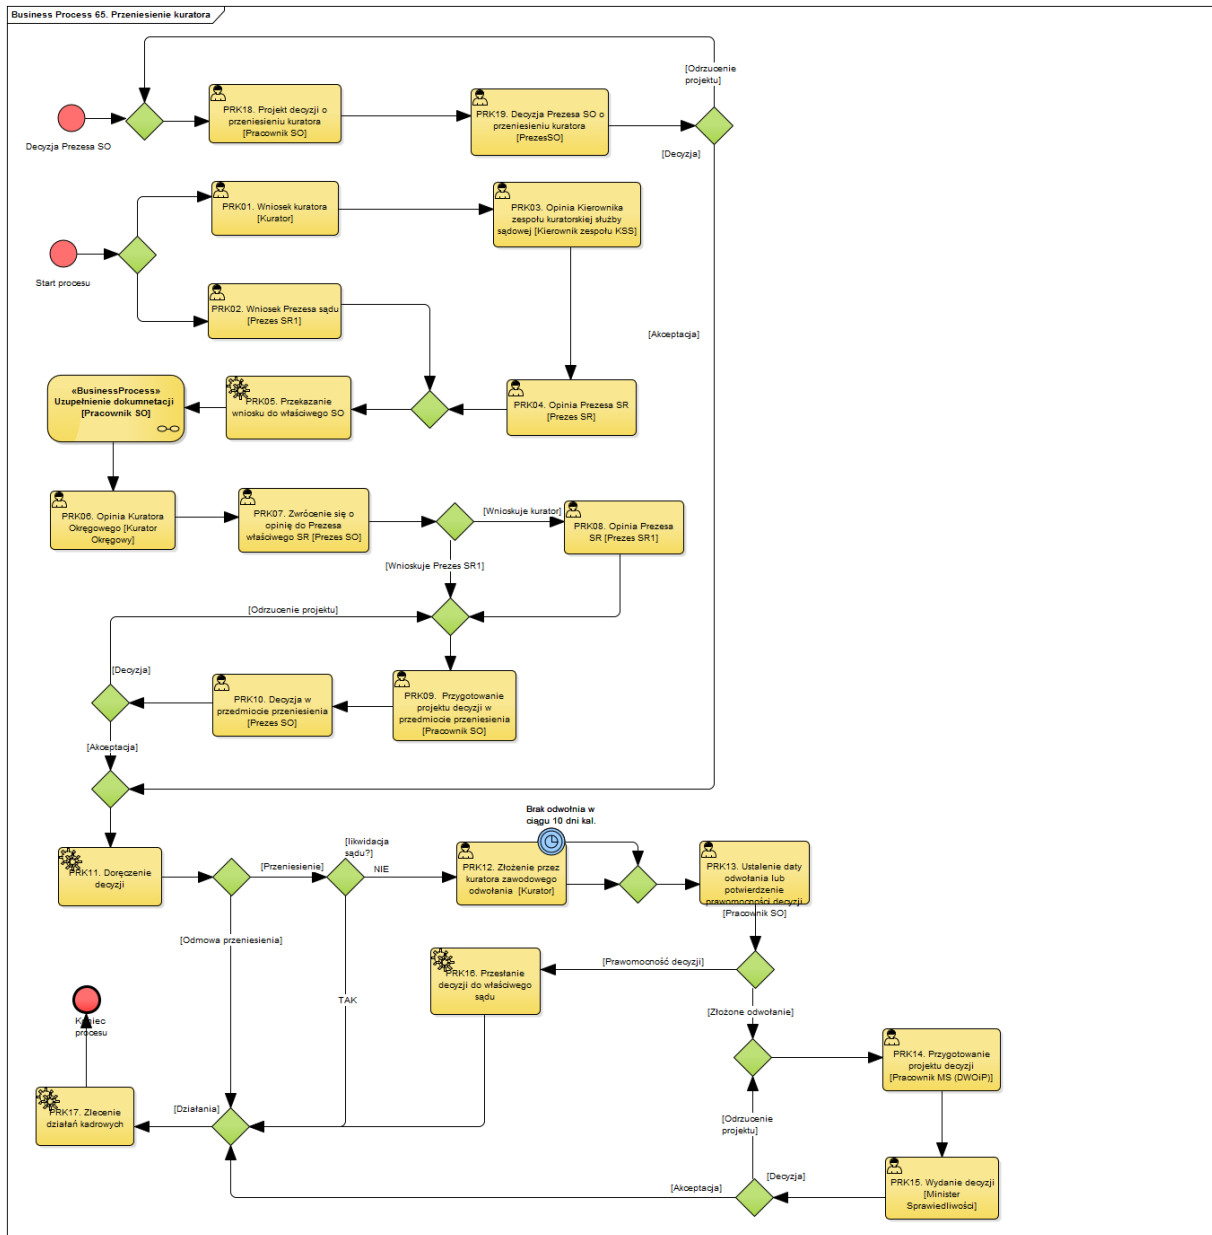 Business Process 65. Przeniesienie kuratora
[Odrzucenie
projektu]
PRK18. Projekt decyzji o
przeniesieniu kuratora
[Pracownik SO]
PRK19. Decyzja Prezesa SO o
przeniesieniu kuratora
[PrezesSO]
Decyzja Prezesa SO
[Decyzja]
PRK01. Wniosek kuratora
[Kurator]
PRK03. Opinia Kierownika
zespołu kuratorskiej służby
sądowej [Kierownik zespołu KSS]
Start procesu
PRK02. Wniosek Prezesa sądu
[Prezes SR1]
[Akceptacja]
«BusinessProcess»
Uzupełnienie dokumnetacji
[Pracownik SO]
PRK05. Przekazanie
wniosku do właściwego SO
PRK04. Opinia Prezesa SR
[Prezes SR]
PRK06. Opinia Kuratora
Okręgowego [Kurator
Okręgowy]
PRK07. Zwrócenie się o
opinię do Prezesa
właściwego SR [Prezes SO]
[Wnioskuje kurator]
PRK08. Opinia Prezesa
SR [Prezes SR1]
[Wnioskuje Prezes SR1]
[Odrzucenie projektu]
[Decyzja]
PRK10. Decyzja w
przedmiocie przeniesienia
[Prezes SO]
PRK09. Przygotowanie
projektu decyzji w
przedmiocie przeniesienia
[Pracownik SO]
[Akceptacja]
Brak odwołnia w
ciągu 10 dni kal.
PRK11. Doręczenie
decyzji
[Przeniesienie]
[likwidacja
sądu?]
NIE
PRK12. Złożenie przez
kuratora zawodowego
odwołania [Kurator]
PRK13. Ustalenie daty
odwołania lub
potwierdzenie
prawomocności decyzji
[Pracownik SO]
[Odmowa przeniesienia]
[Prawomocność decyzji]
PRK16. Przesłanie
decyzji do właściwego
sądu
TAK
[Złożone odwołanie]
Koniec
procesu
PRK14. Przygotowanie
projektu decyzji
[Pracownik MS (DWOiP)]
PRK17. Zlecenie
działań kadrowych
[Działania]
[Odrzucenie
projektu]
[Akceptacja]
[Decyzja]
PRK15. Wydanie decyzji
[Minister
Sprawiedliwości]